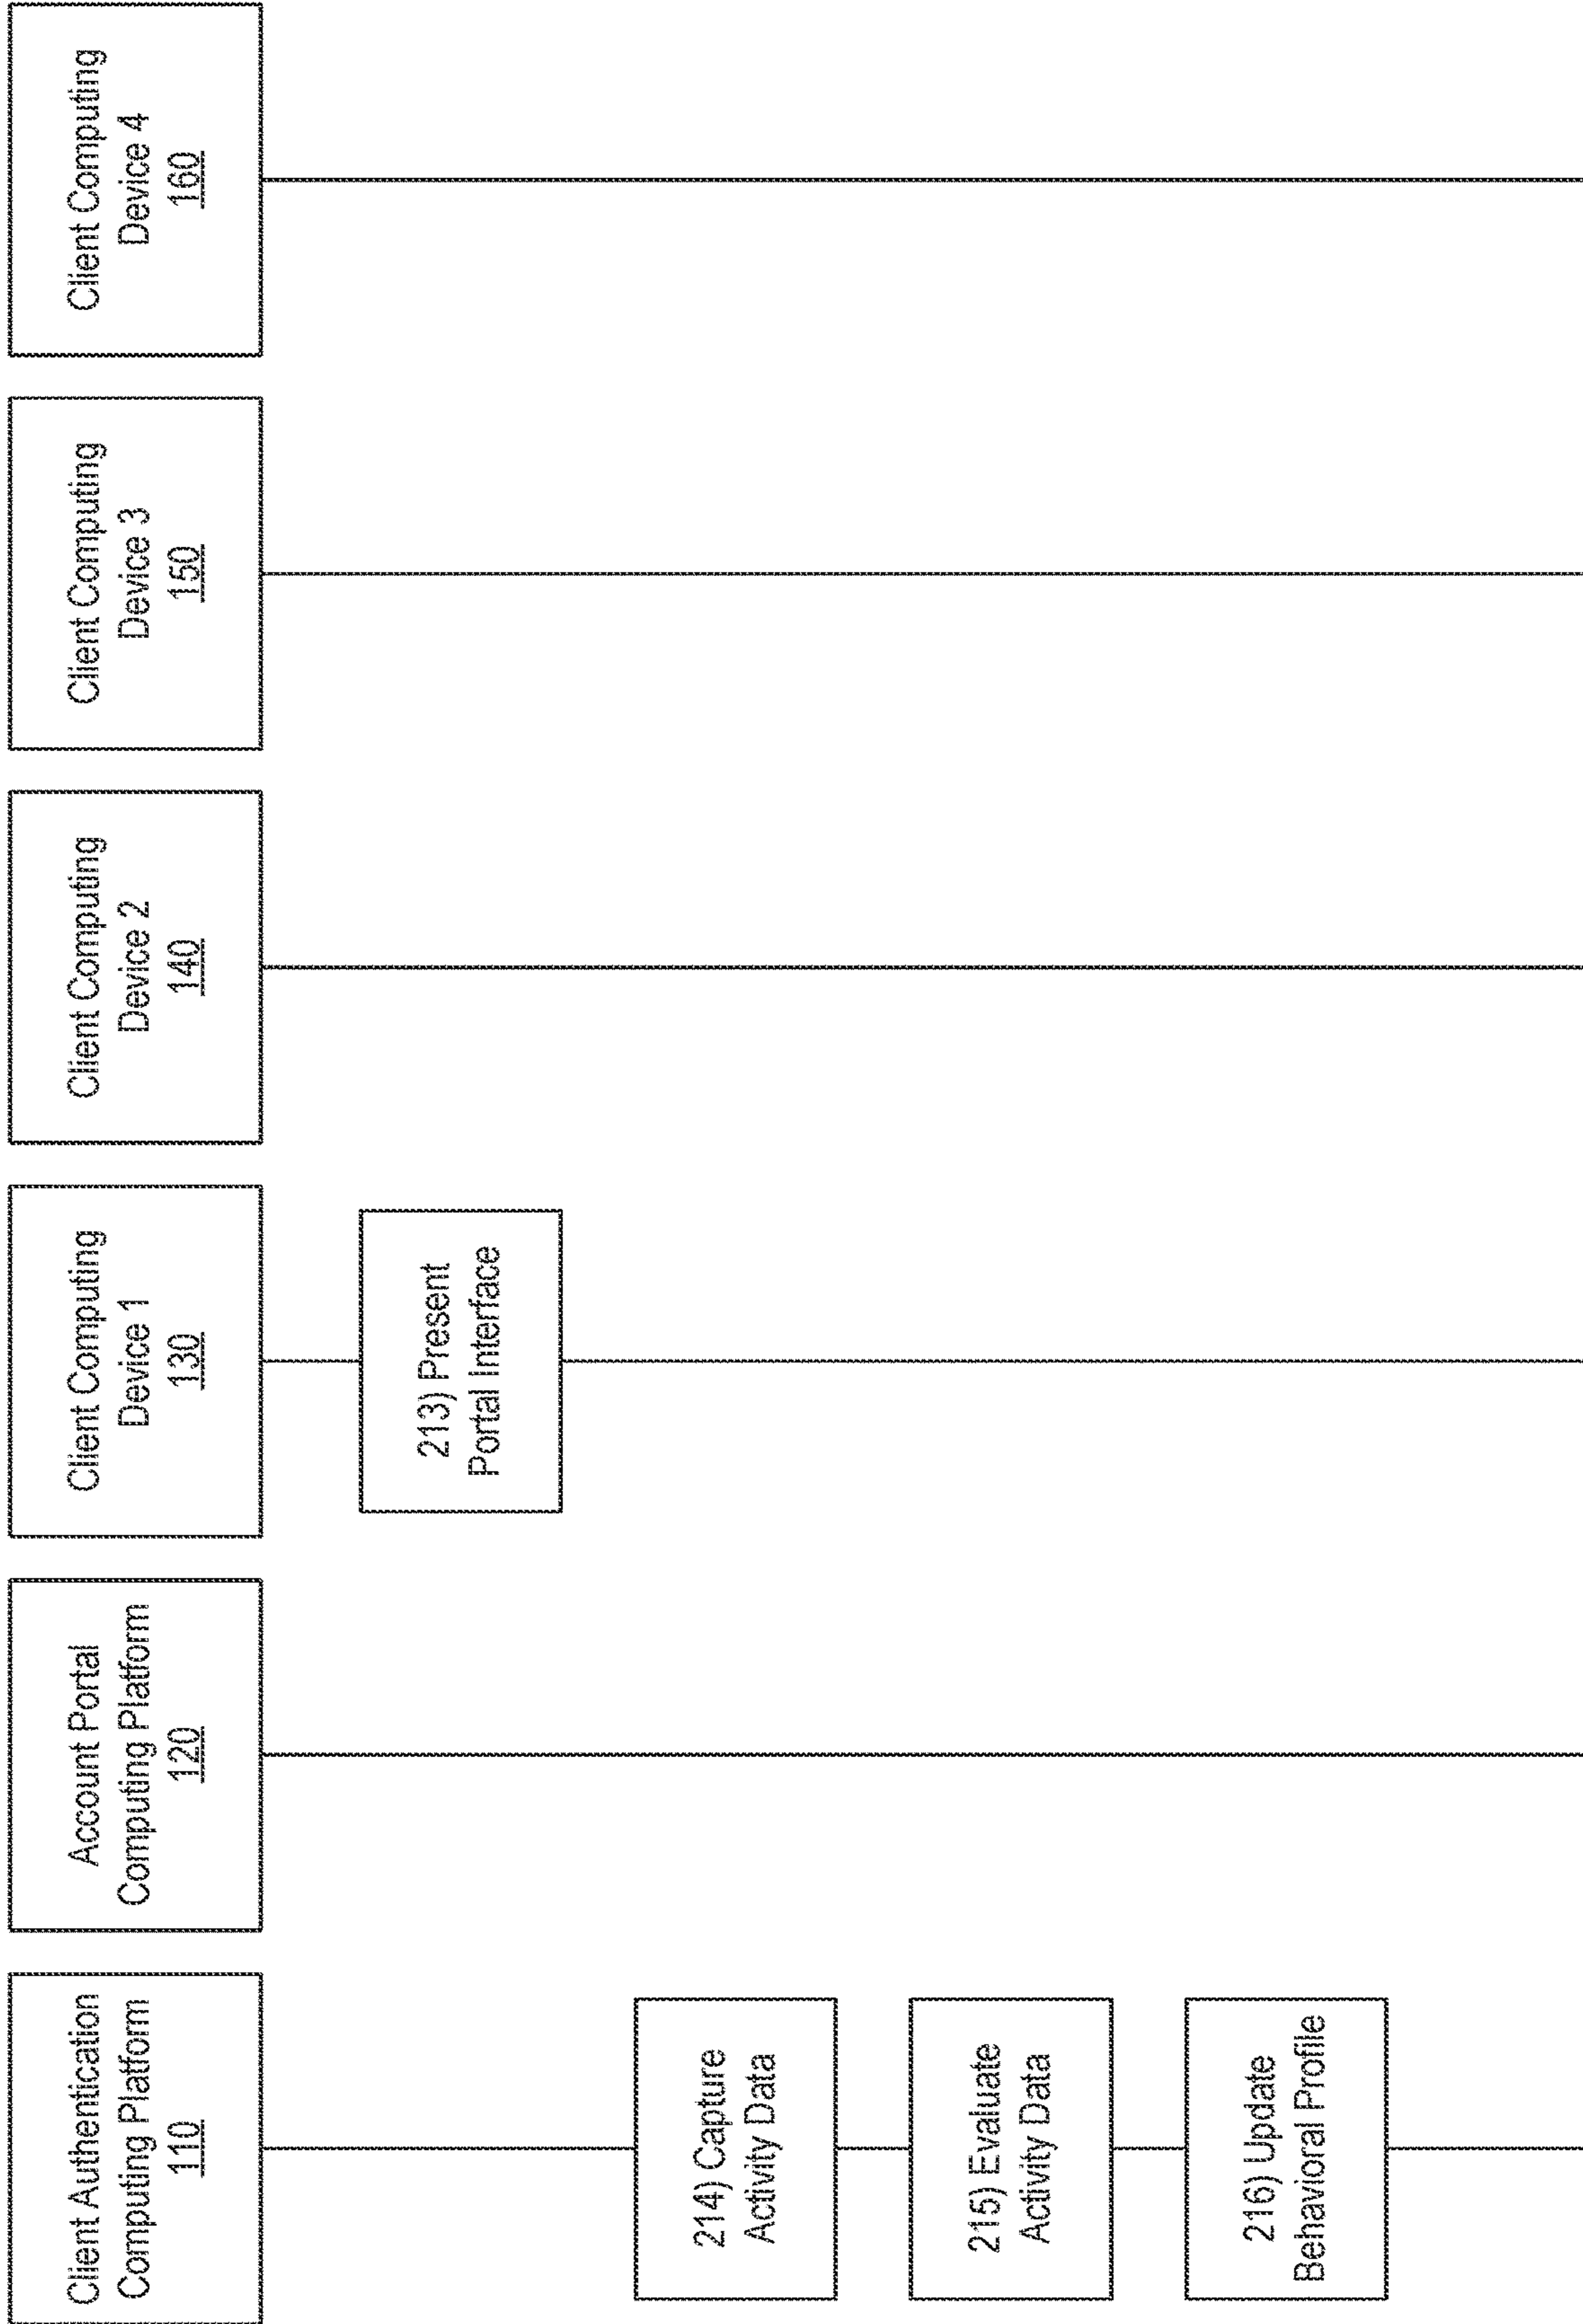 Client Authentication
Computing Platform
110
Account Portal
Computing Platform
120
Client Computing
Device 1
130
Client Computing
Device 2
140
Client Computing
Device 3
150
Client Computing
Device 4
160
213) Present
Portal Interface
214) Capture
Activity Data
215) Evaluate
Activity Data
216) Update
Behavioral Profile